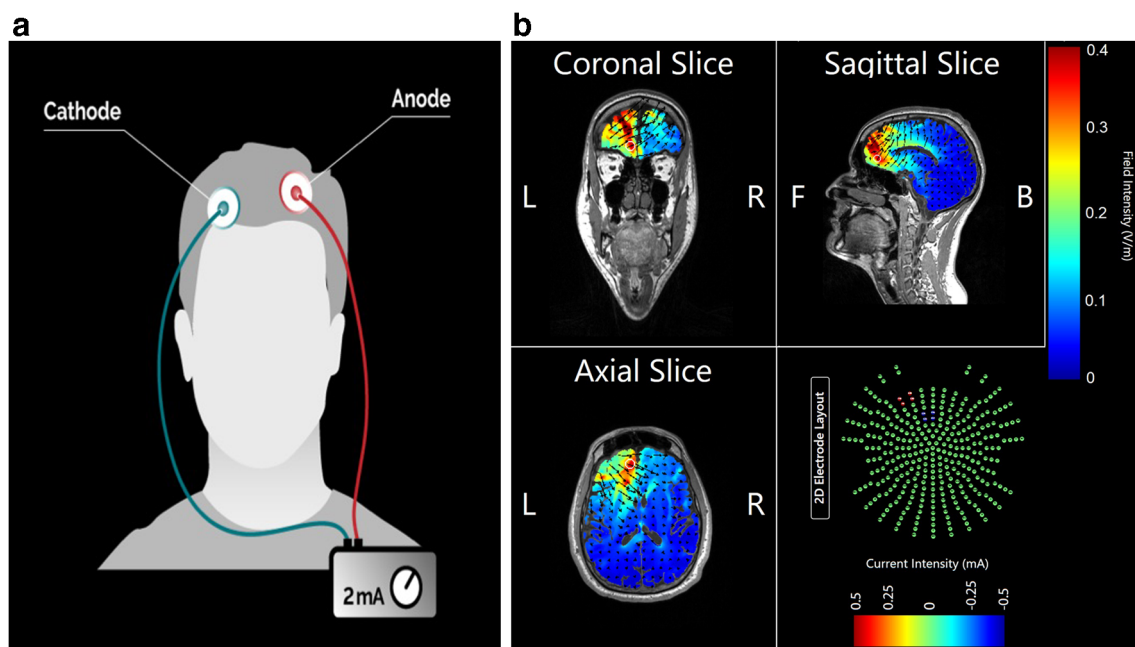 a
Cathode
Anode
2mA
b
Coronal Slice
Sagittal Slice
L
R
F
B
0.4
0.3
0.2
0.1
0
Field Intensity (V/m)
Axial Slice
L
R
2D Electrode Layout
Current Intensity (mA)
0.5
0.25
0
-0.25
-0.5